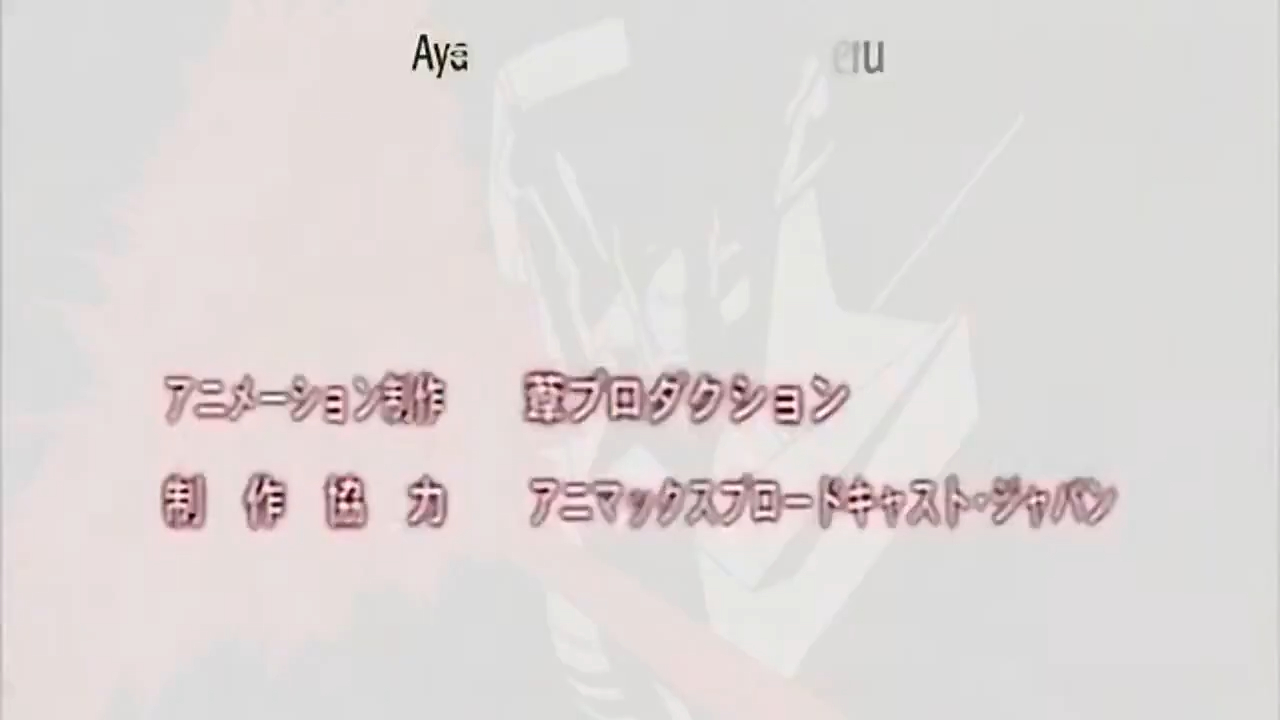 Aya eru
アニメーション制作 葦プロダクション
制作協力 アニマックスブロードキャスト・ジャパン